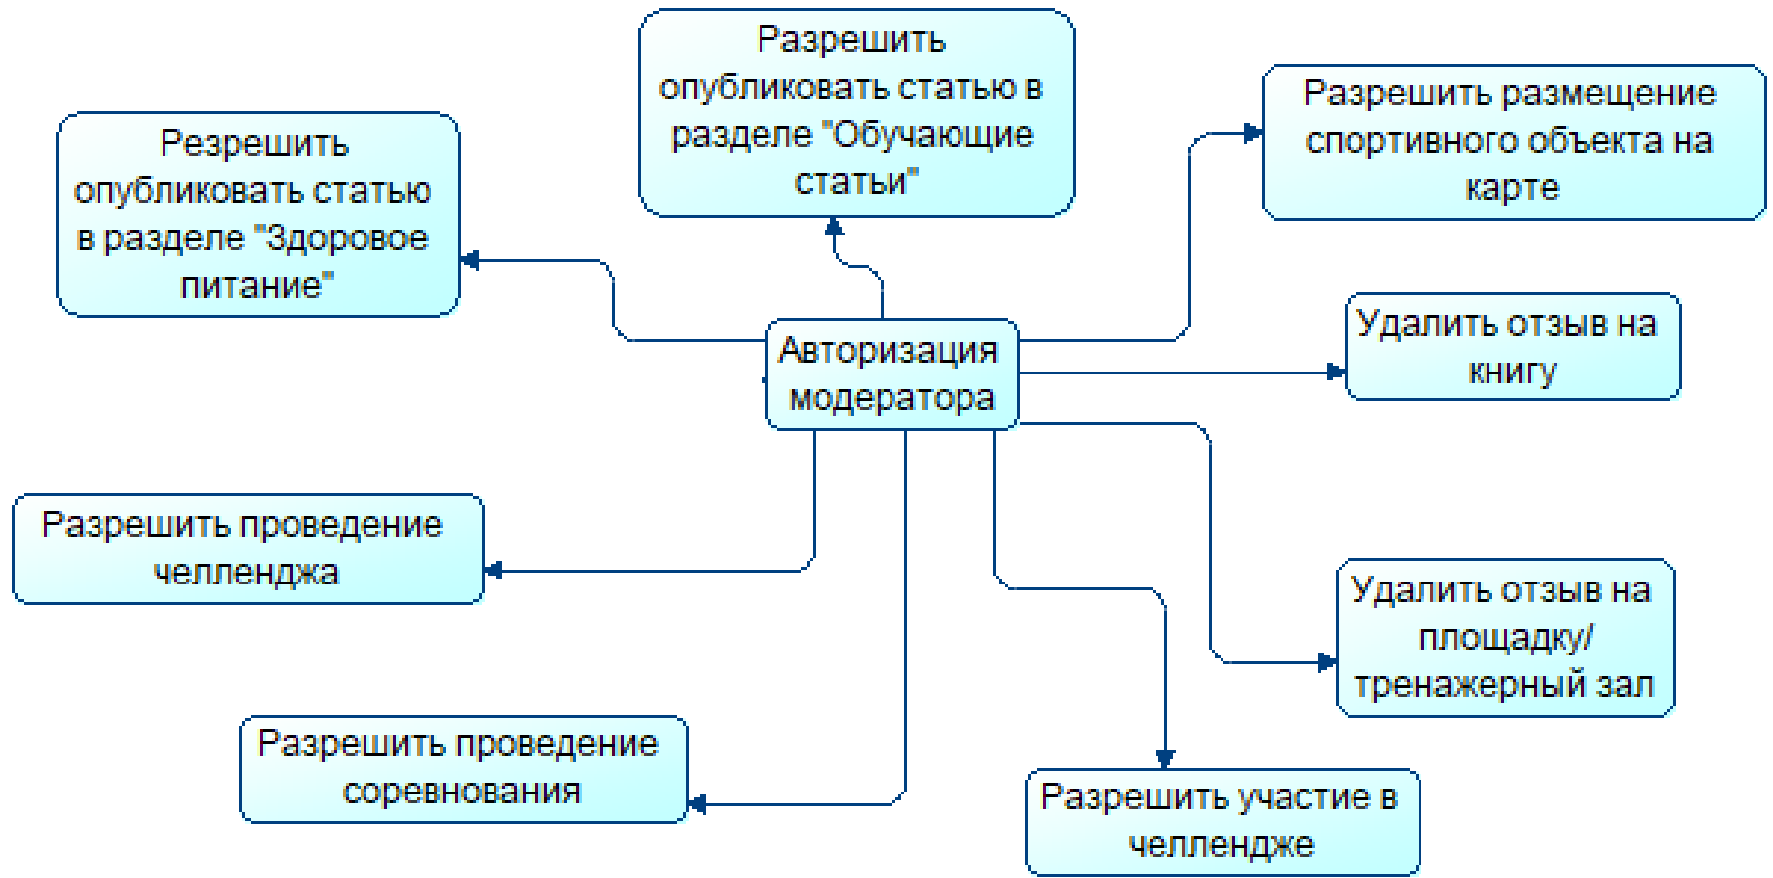 Разрешить
опубликовать статью в
разделе "Обучающие
статьи"
Разрешить размещение
спортивного объекта на
карте
Резрешить
опубликовать статью
в разделе "Здоровое
питание"
Удалить отзыв на
книгу
Авторизация
модератора
Разрешить проведение
челленджа
Удалить отзыв на
площадку/
тренажерный зал
Разрешить проведение
соревнования
Разрешить участие в
челлендже